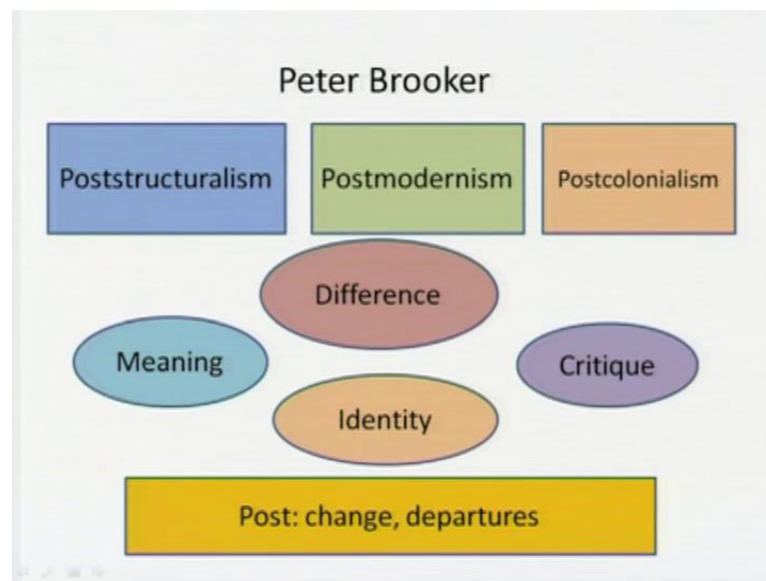 Peter Brooker
Poststructuralism
Postmodernism
Postcolonialism
Difference
Meaning
Critique
Identity
Post: change, departures